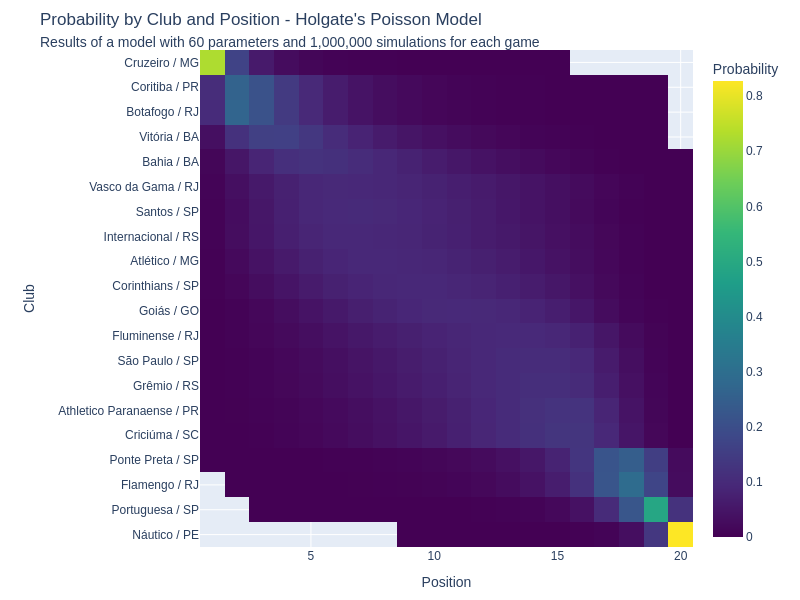 Probability by Club and Position - Holgate's Poisson Model
Results of a model with 60 parameters and 1,000,000 simulations for each game
Probability
Cruzeiro / MG
Coritiba / PR
Botafogo / RJ
Vitória / BA
Bahia / BA
Vasco da Gama / RJ
Santos / SP
Internacional / RS
Atlético / MG
Corinthians / SP
Goiás / GO
Fluminense / RJ
São Paulo / SP
Grêmio / RS
Athletico Paranaense / PR
Criciúma / SC
Ponte Preta / SP
Flamengo / RJ
Portuguesa / SP
Náutico / PE
Club
5
10
15
20
Position
0.8
0.7
0.6
0.5
0.4
0.3
0.2
0.1
0